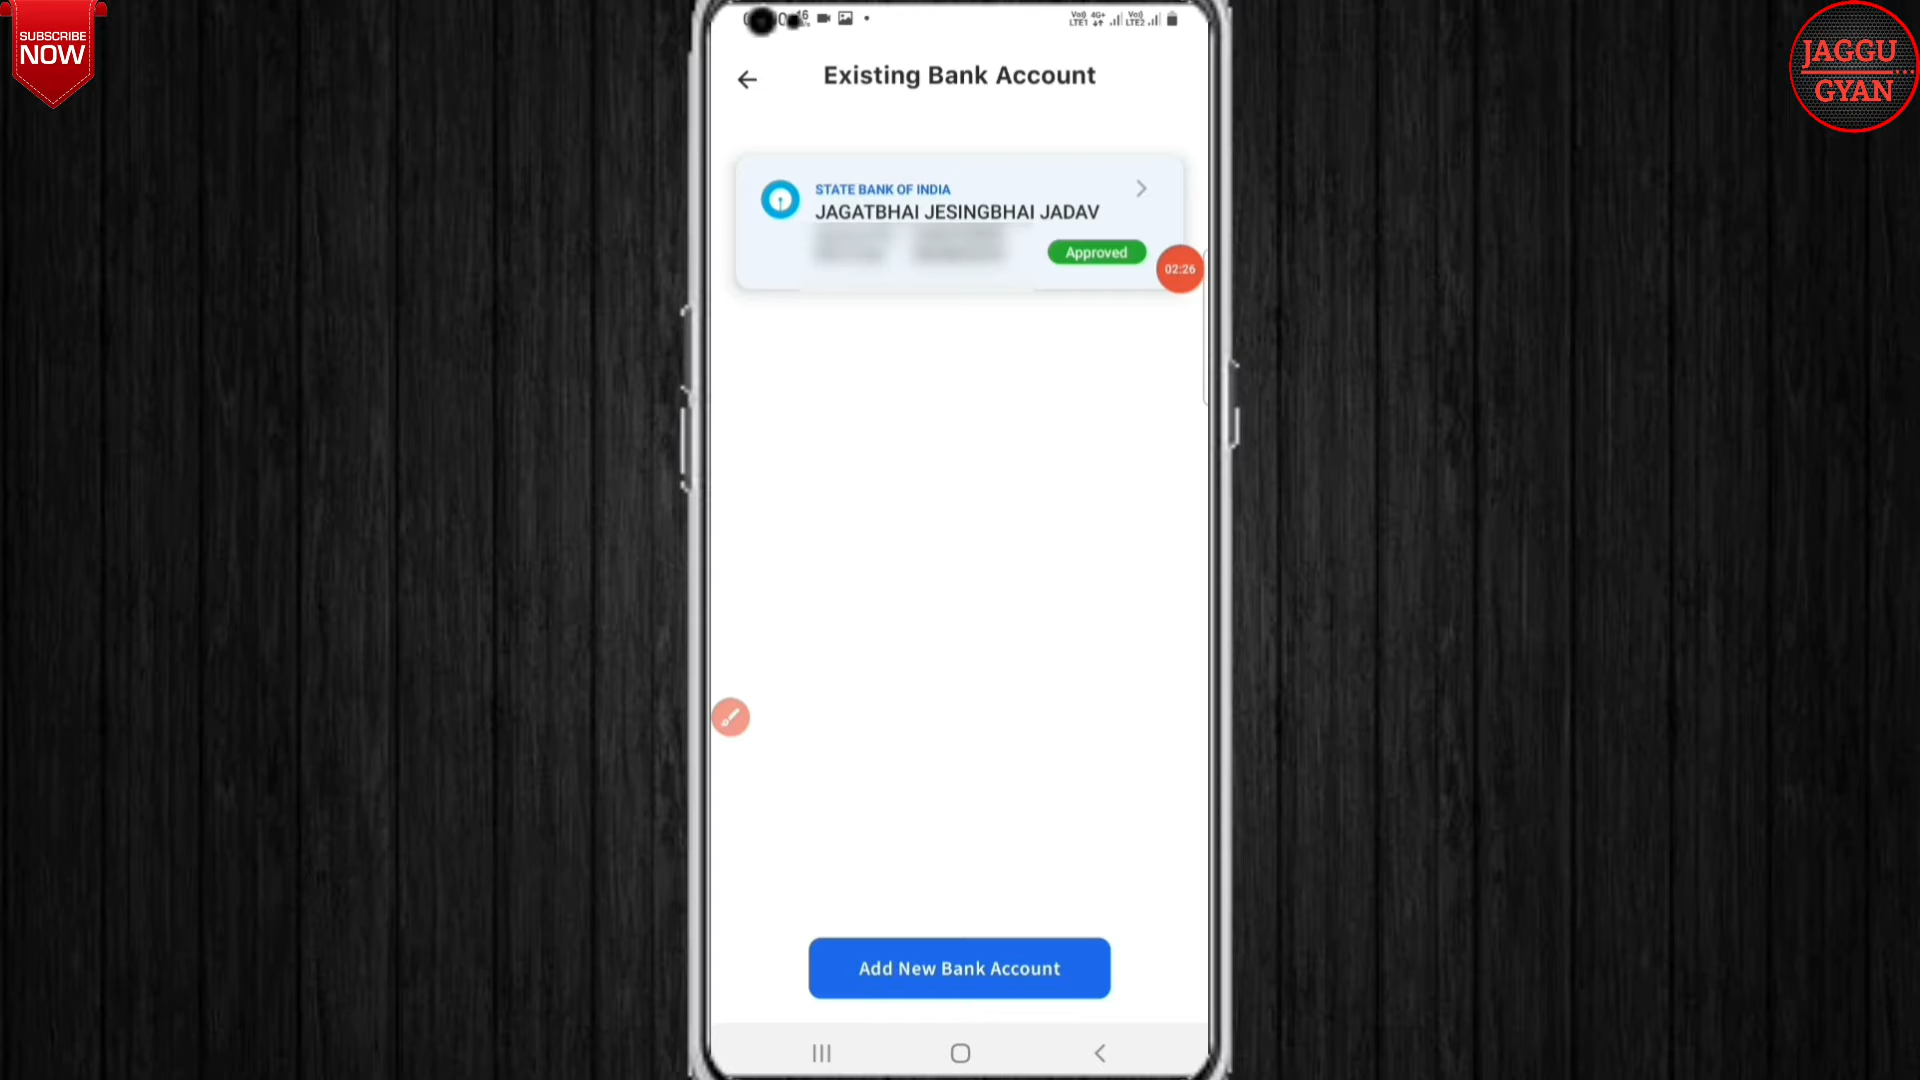 SUBSCRIBE
NOW
JAGGU
GYAN
Existing Bank Account
STATE BANK OF INDIA
JAGATBHAI JESINGBHAI JADAV
Approved
02:26
Add New Bank Account